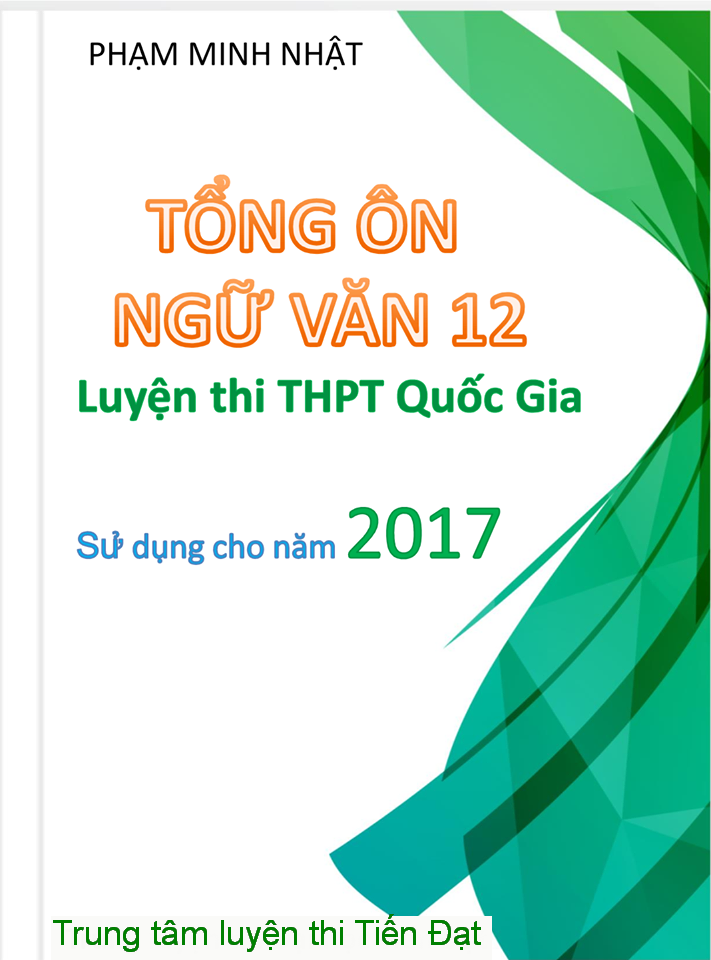 PHẠM MINH NHẬT
TỔNG ÔN
NGỮ VĂN 12
Luyện thi THPT Quốc Gia
Sử dụng cho năm 2017
Trung tâm luyện thi Tiến Đạt